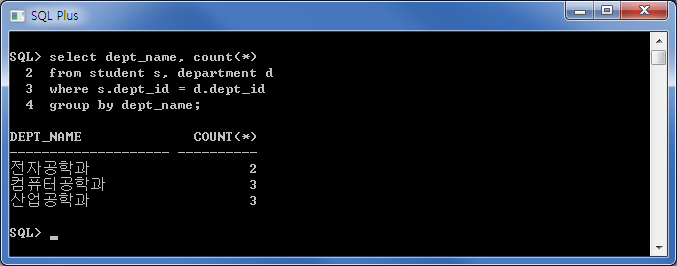 SQL Plus
SQL> select dept_name, count(*)
2 from student s, department d
3 where s.dept_id = d.dept_id
4 group by dept_name;
DEPT_NAME COUNT(*)
-------------------- ----------
전자공학과 2
컴퓨터공학과 3
산업공학과 3
SQL> _